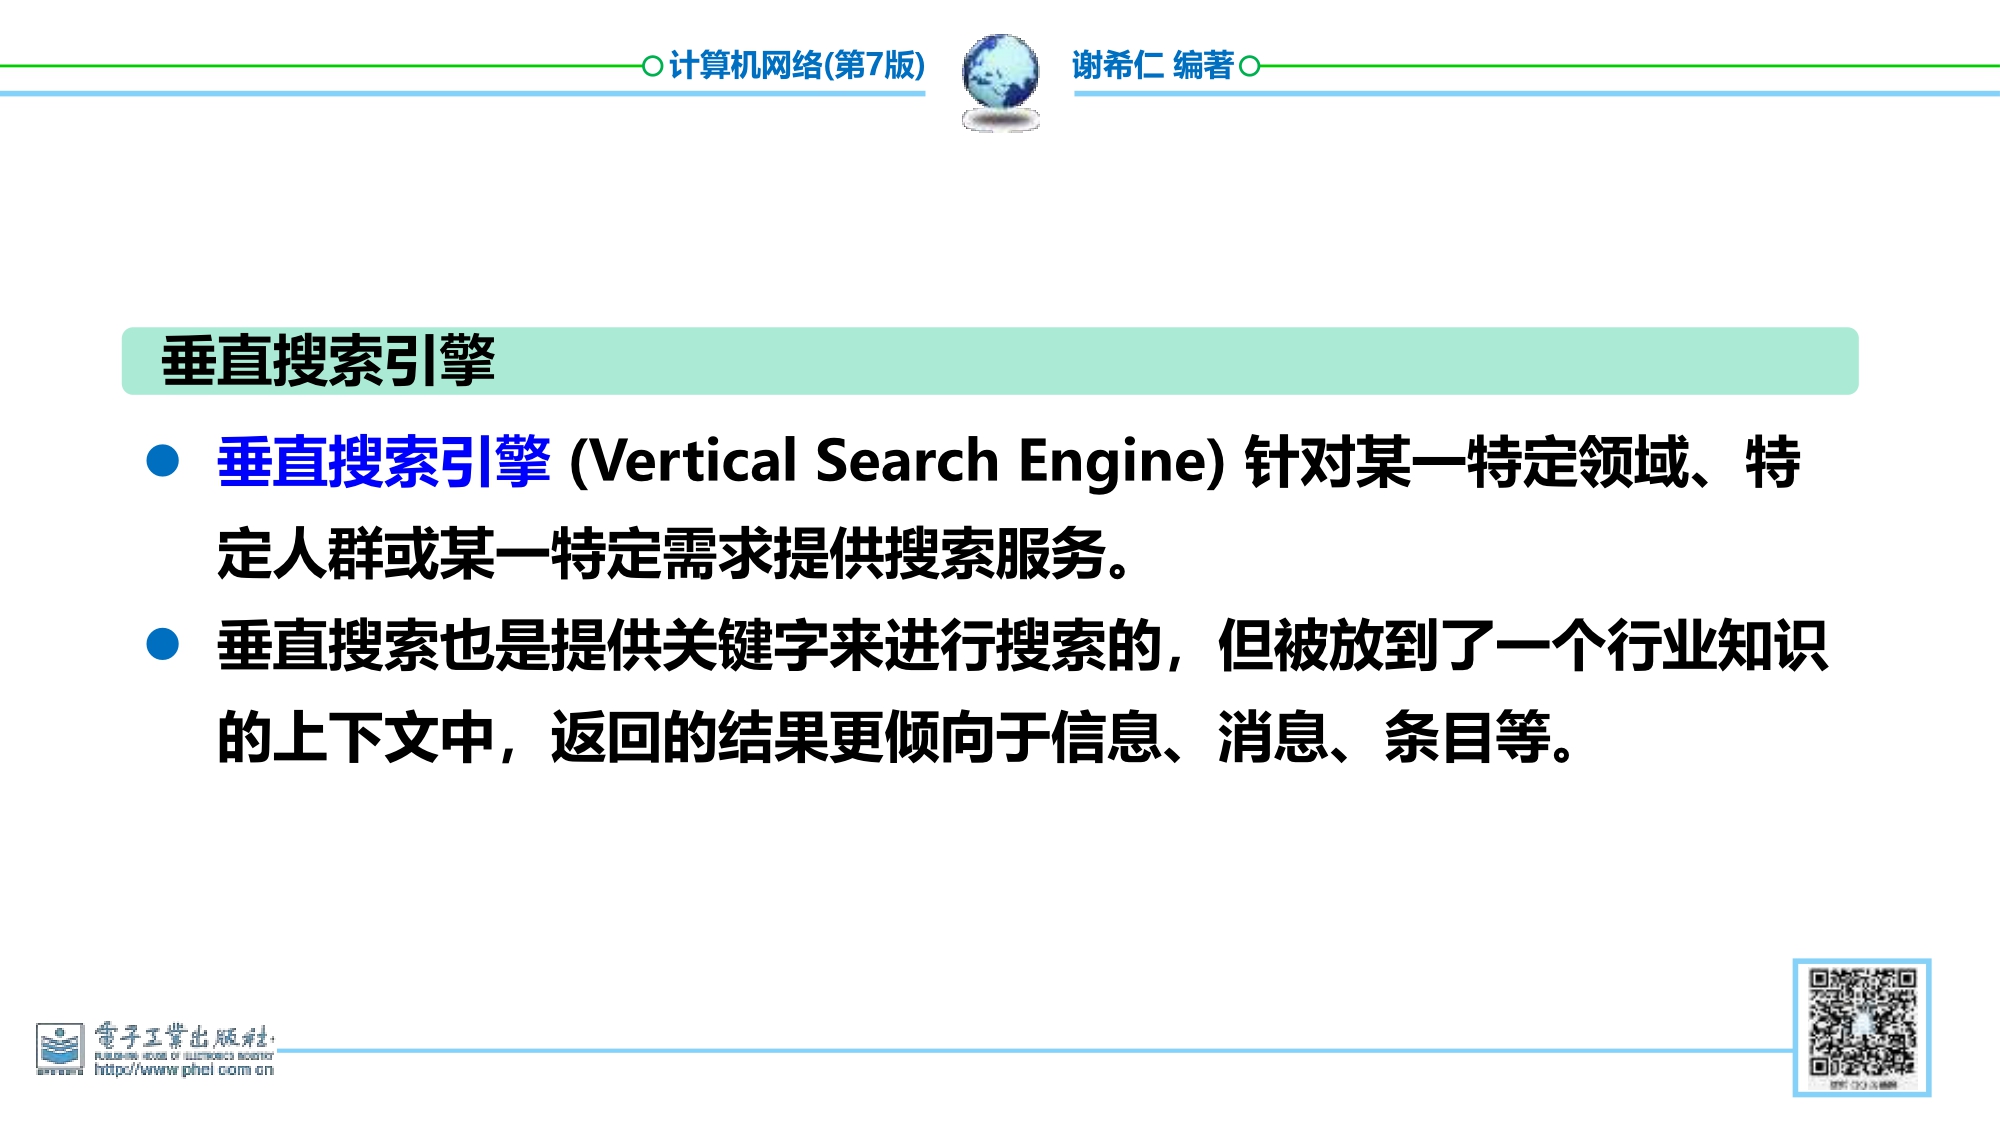 计算机网络(第7版) 谢希仁 编著
垂直搜索引擎
垂直搜索引擎 (Vertical Search Engine) 针对某一特定领域、特
定人群或某一特定需求提供搜索服务。
垂直搜索也是提供关键字来进行搜索的，但被放到了一个行业知识
的上下文中，返回的结果更倾向于信息、消息、条目等。
電子工業出版社
PUBLISHING HOUSE OF ELECTRONICS INDUSTRY
http://www.phei.com.cn